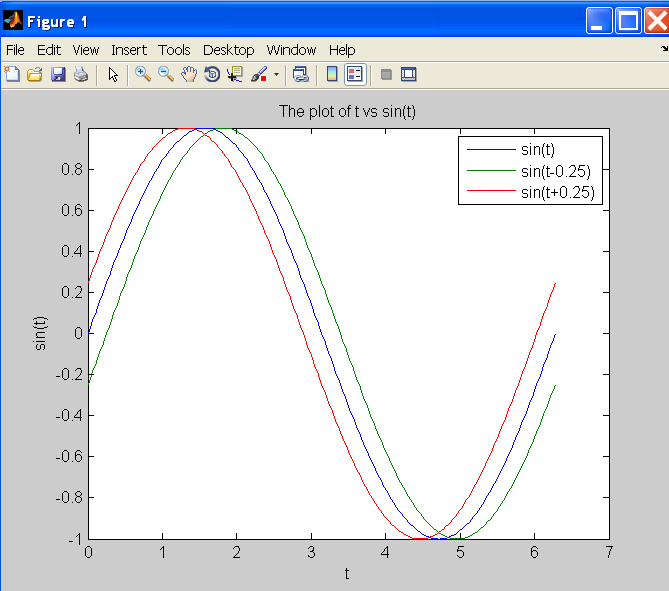 Figure 1
File Edit View Insert Tools Desktop Window Help
The plot of t vs sin(t)
sin(t)
sin(t-0.25)
sin(t+0.25)
1
0.8
0.6
0.4
0.2
0
-0.2
-0.4
-0.6
-0.8
-1
sin(t)
0 1 2 3 4 5 6 7
t